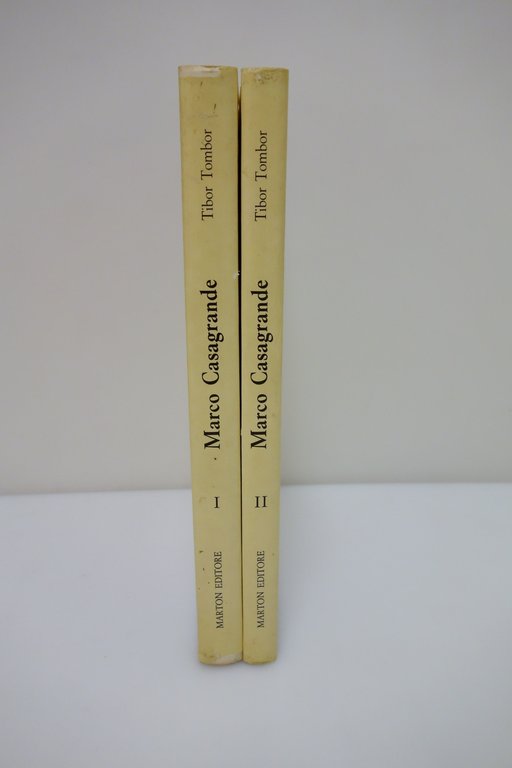 Tibor Tombor
Marco Casagrande
I
MARTON EDITORE
Tibor Tombor
Marco Casagrande
II
MARTON EDITORE